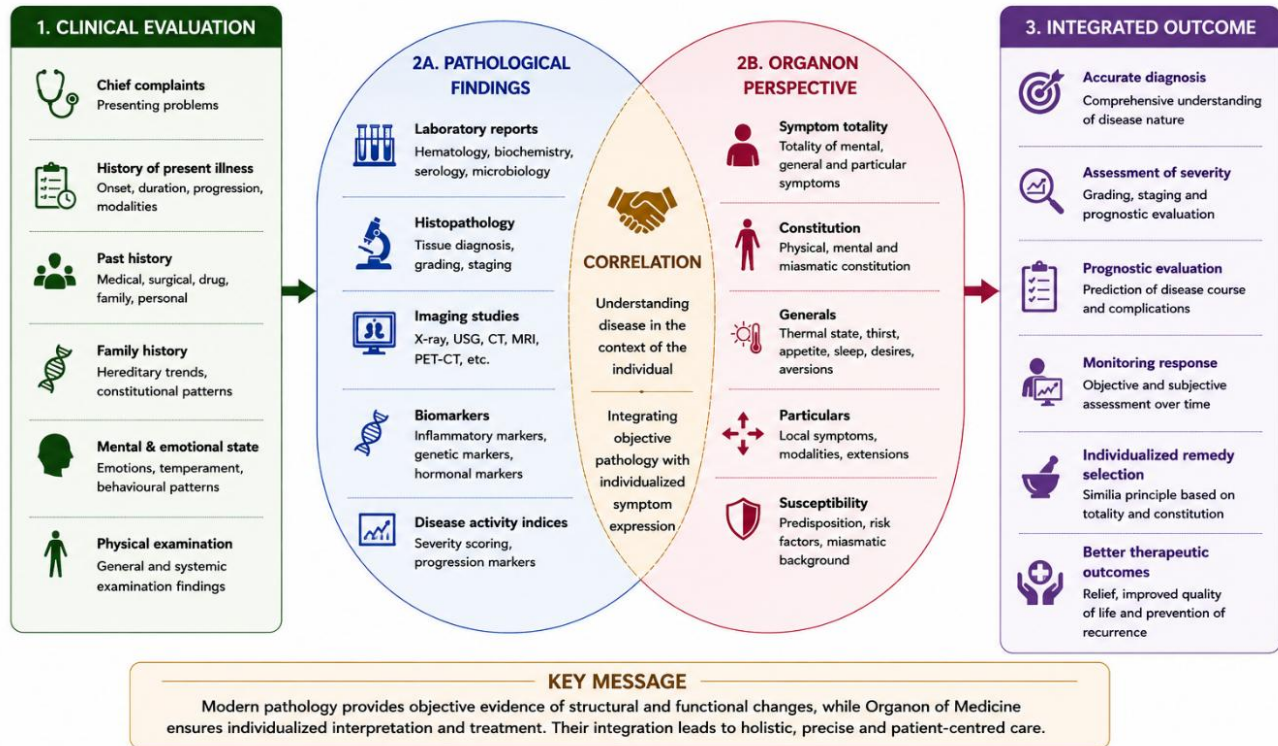 1. CLINICAL EVALUATION
Chief complaints
Presenting problems
History of present illness
Onset, duration, progression,
modalities
Past history
Medical, surgical, drug,
family, personal
Family history
Hereditary trends,
constitutional patterns
Mental & emotional state
Emotions, temperament,
behavioural patterns
Physical examination
General and systemic
examination findings
2A. PATHOLOGICAL
FINDINGS
Laboratory reports
Hematology, biochemistry,
serology, microbiology
Histopathology
Tissue diagnosis,
grading, staging
Imaging studies
X-ray, USG, CT, MRI,
PET-CT, etc.
Biomarkers
Inflammatory markers,
genetic markers,
hormonal markers
Disease activity indices
Severity scoring,
progression markers
CORRELATION
Understanding
disease in the
context of the
individual
Integrating
objective
pathology with
individualized
symptom
expression
2B. ORGANON
PERSPECTIVE
Symptom totality
Totality of mental,
general and particular
symptoms
Constitution
Physical, mental and
miasmatic constitution
Generals
Thermal state, thirst,
appetite, sleep, desires,
aversions
Particulars
Local symptoms,
modalities, extensions
Susceptibility
Predisposition, risk
factors, miasmatic
background
3. INTEGRATED OUTCOME
Accurate diagnosis
Comprehensive understanding
of disease nature
Assessment of severity
Grading, staging and
prognostic evaluation
Prognostic evaluation
Prediction of disease course
and complications
Monitoring response
Objective and subjective
assessment over time
Individualized remedy
selection
Similia principle based on
totality and constitution
Better therapeutic
outcomes
Relief, improved quality
of life and prevention of
recurrence
KEY MESSAGE
Modern pathology provides objective evidence of structural and functional changes, while Organon of Medicine
ensures individualized interpretation and treatment. Their integration leads to holistic, precise and patient-centred care.